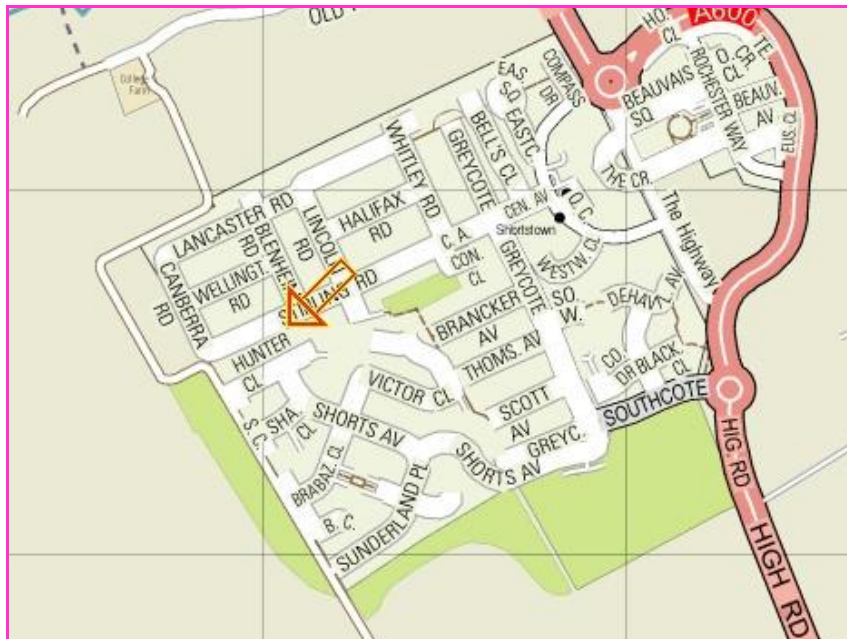 OLD
HO.
CL
A600
TE.
CR.
O.
CL
ROCHESTER WAY
BEAUVAIS
SQ
BEAUV.
AV
EUS. CL
THE CR.
The Highway
COMPASS
DR
EAS.
SQ.
EASTC.
BELL'S CL
GREYCOTE
WHITLEY RD
College
Farm
LANCASTER RD
LINCOLN
RD
HALIFAX
RD
BLENHEIM
RD
WELLINGT.
RD
CANBERRA
RD
STIRLING RD
C. A.
CON.
CL
CEN. AV
O. C.
Shortstown
WESTW. CL
GREYCOTE
SQ.
W.
DEHAV.
AV
BRANCKER
AV
THOMS. AV
CO.
DR
BLACK.
CL
SCOTT
AV
GREYC.
SOUTHCOTE
HUNTER
CL
VICTOR CL
S. C.
SHA.
CL
SHORTS AV
SHORTS AV
BRABAZ. CL
B. C.
SUNDERLAND PL
HIG. RD
HIGH RD